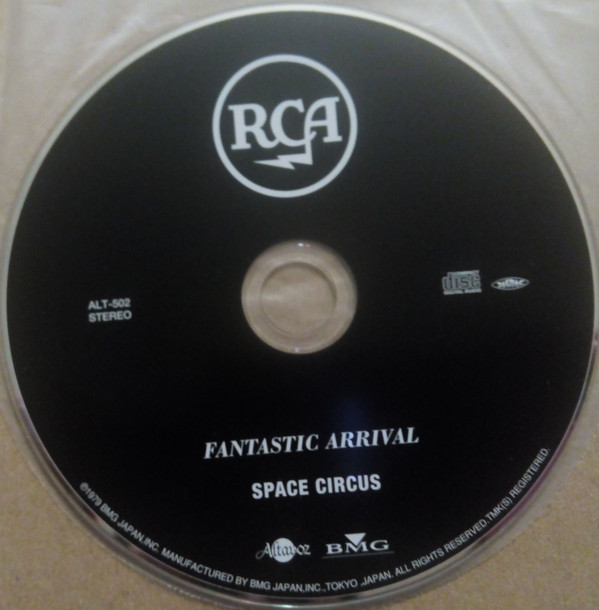 RCA
ALT-502
STEREO
disc
FANTASTIC ARRIVAL
SPACE CIRCUS
Altavoz
BMG
℗1979 BMG JAPAN,INC. MANUFACTURED BY BMG JAPAN,INC.,TOKYO ,JAPAN. ALL RIGHTS RESERVED.TMK(S) REGISTERED.